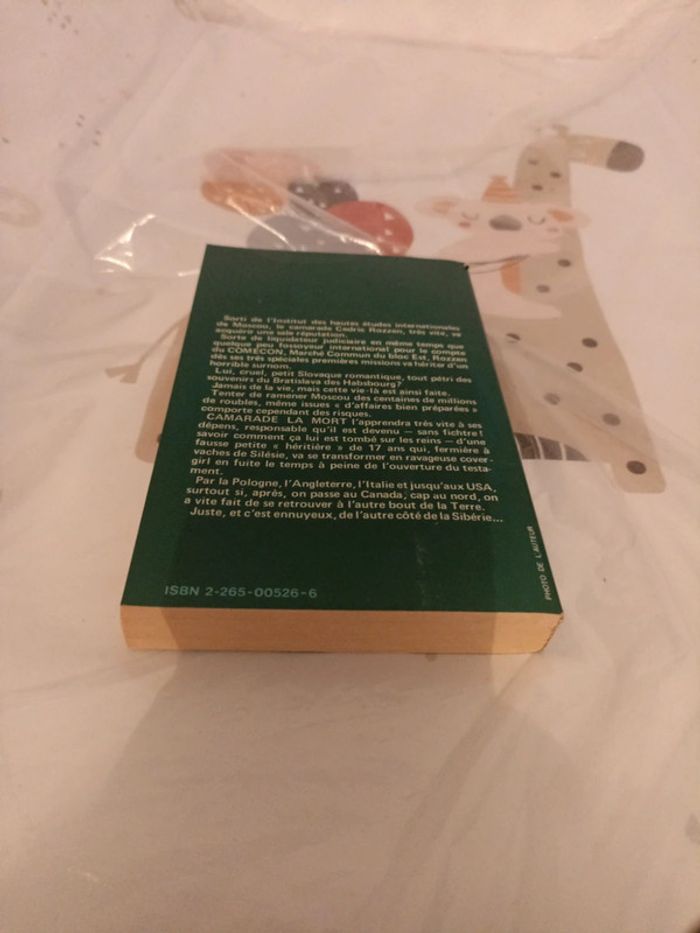 Sorti de l'Institut des hautes études internationales
de Moscou, le camarade Cedric Rozzen, très vite, va
acquérir une sale réputation.
Sorte de liquidateur judiciaire en même temps que
quelque peu fossoyeur international pour le compte
du COMECON, Marché Commun du bloc Est, Rozzen
dès ses très spéciales premières missions va hériter d'un
horrible surnom.
Lui, cruel, petit Slovaque romantique, tout pétri des
souvenirs du Bratislava des Habsbourg?
Jamais de la vie, mais cette vie-là est ainsi faite.
Tenter de ramener Moscou des centaines de millions
de roubles, même issues « d'affaires bien préparées »
comporte cependant des risques.
CAMARADE LA MORT l'apprendra très vite à ses
dépens, responsable qu'il est devenu — sans fichtre!
savoir comment ça lui est tombé sur les reins — d'une
fausse petite « héritière » de 17 ans qui, fermière à
vaches de Silésie, va se transformer en ravageuse cover-
girl en fuite le temps à peine de l'ouverture du testa-
ment.
Par la Pologne, l'Angleterre, l'Italie et jusqu'aux USA,
surtout si, après, on passe au Canada, cap au nord, on
a vite fait de se retrouver à l'autre bout de la Terre.
Juste, et c'est ennuyeux, de l'autre côté de la Sibérie...
ISBN 2-265-00526-6
PHOTO DE L'AUTEUR